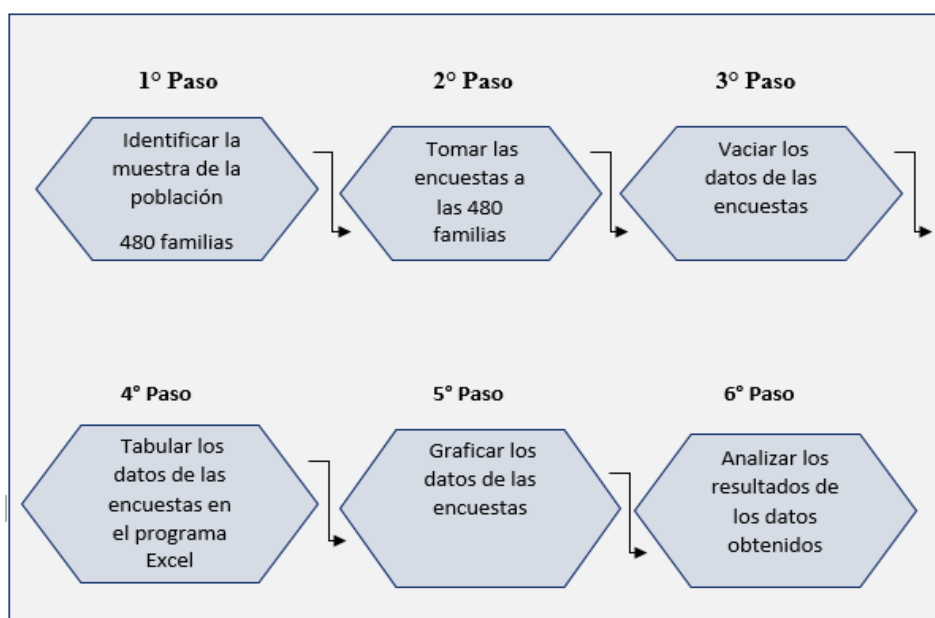 1° Paso
Identificar la
muestra de la
población
480 familias
2° Paso
Tomar las
encuestas a
las 480
familias
3° Paso
Vaciar los
datos de las
encuestas
4° Paso
Tabular los
datos de las
encuestas en
el programa
Excel
5° Paso
Graficar los
datos de las
encuestas
6° Paso
Analizar los
resultados de
los datos
obtenidos